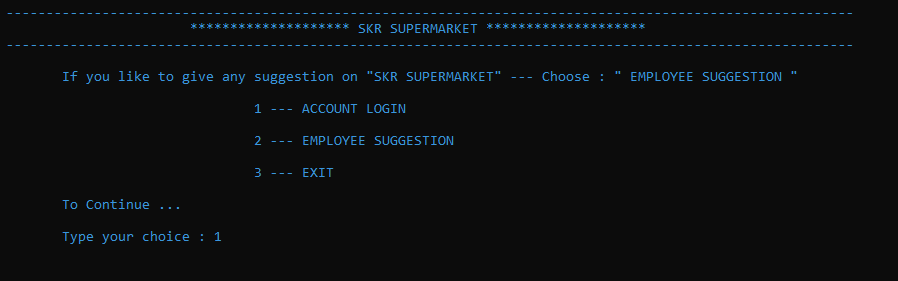 ----------------------------------------------------------------------------------------------------------
******************** SKR SUPERMARKET ********************
----------------------------------------------------------------------------------------------------------
If you like to give any suggestion on "SKR SUPERMARKET" --- Choose : " EMPLOYEE SUGGESTION "
1 --- ACCOUNT LOGIN
2 --- EMPLOYEE SUGGESTION
3 --- EXIT
To Continue ...
Type your choice : 1